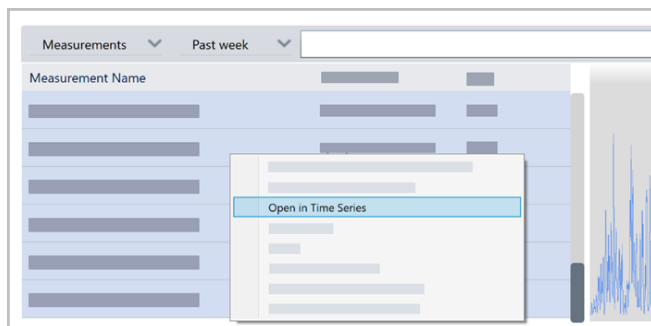 Measurements Past week
Measurement Name
Open in Time Series